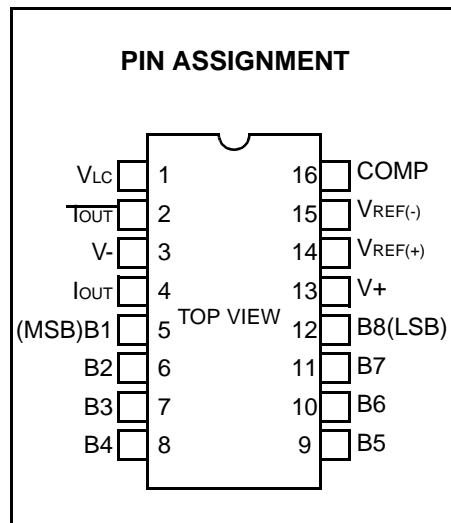 PIN ASSIGNMENT
VLC 1 16 COMP
IOUT 2 15 VREF(-)
V- 3 14 VREF(+)
IOUT 4 13 V+
TOP VIEW
(MSB)B1 5 12 B8(LSB)
B2 6 11 B7
B3 7 10 B6
B4 8 9 B5